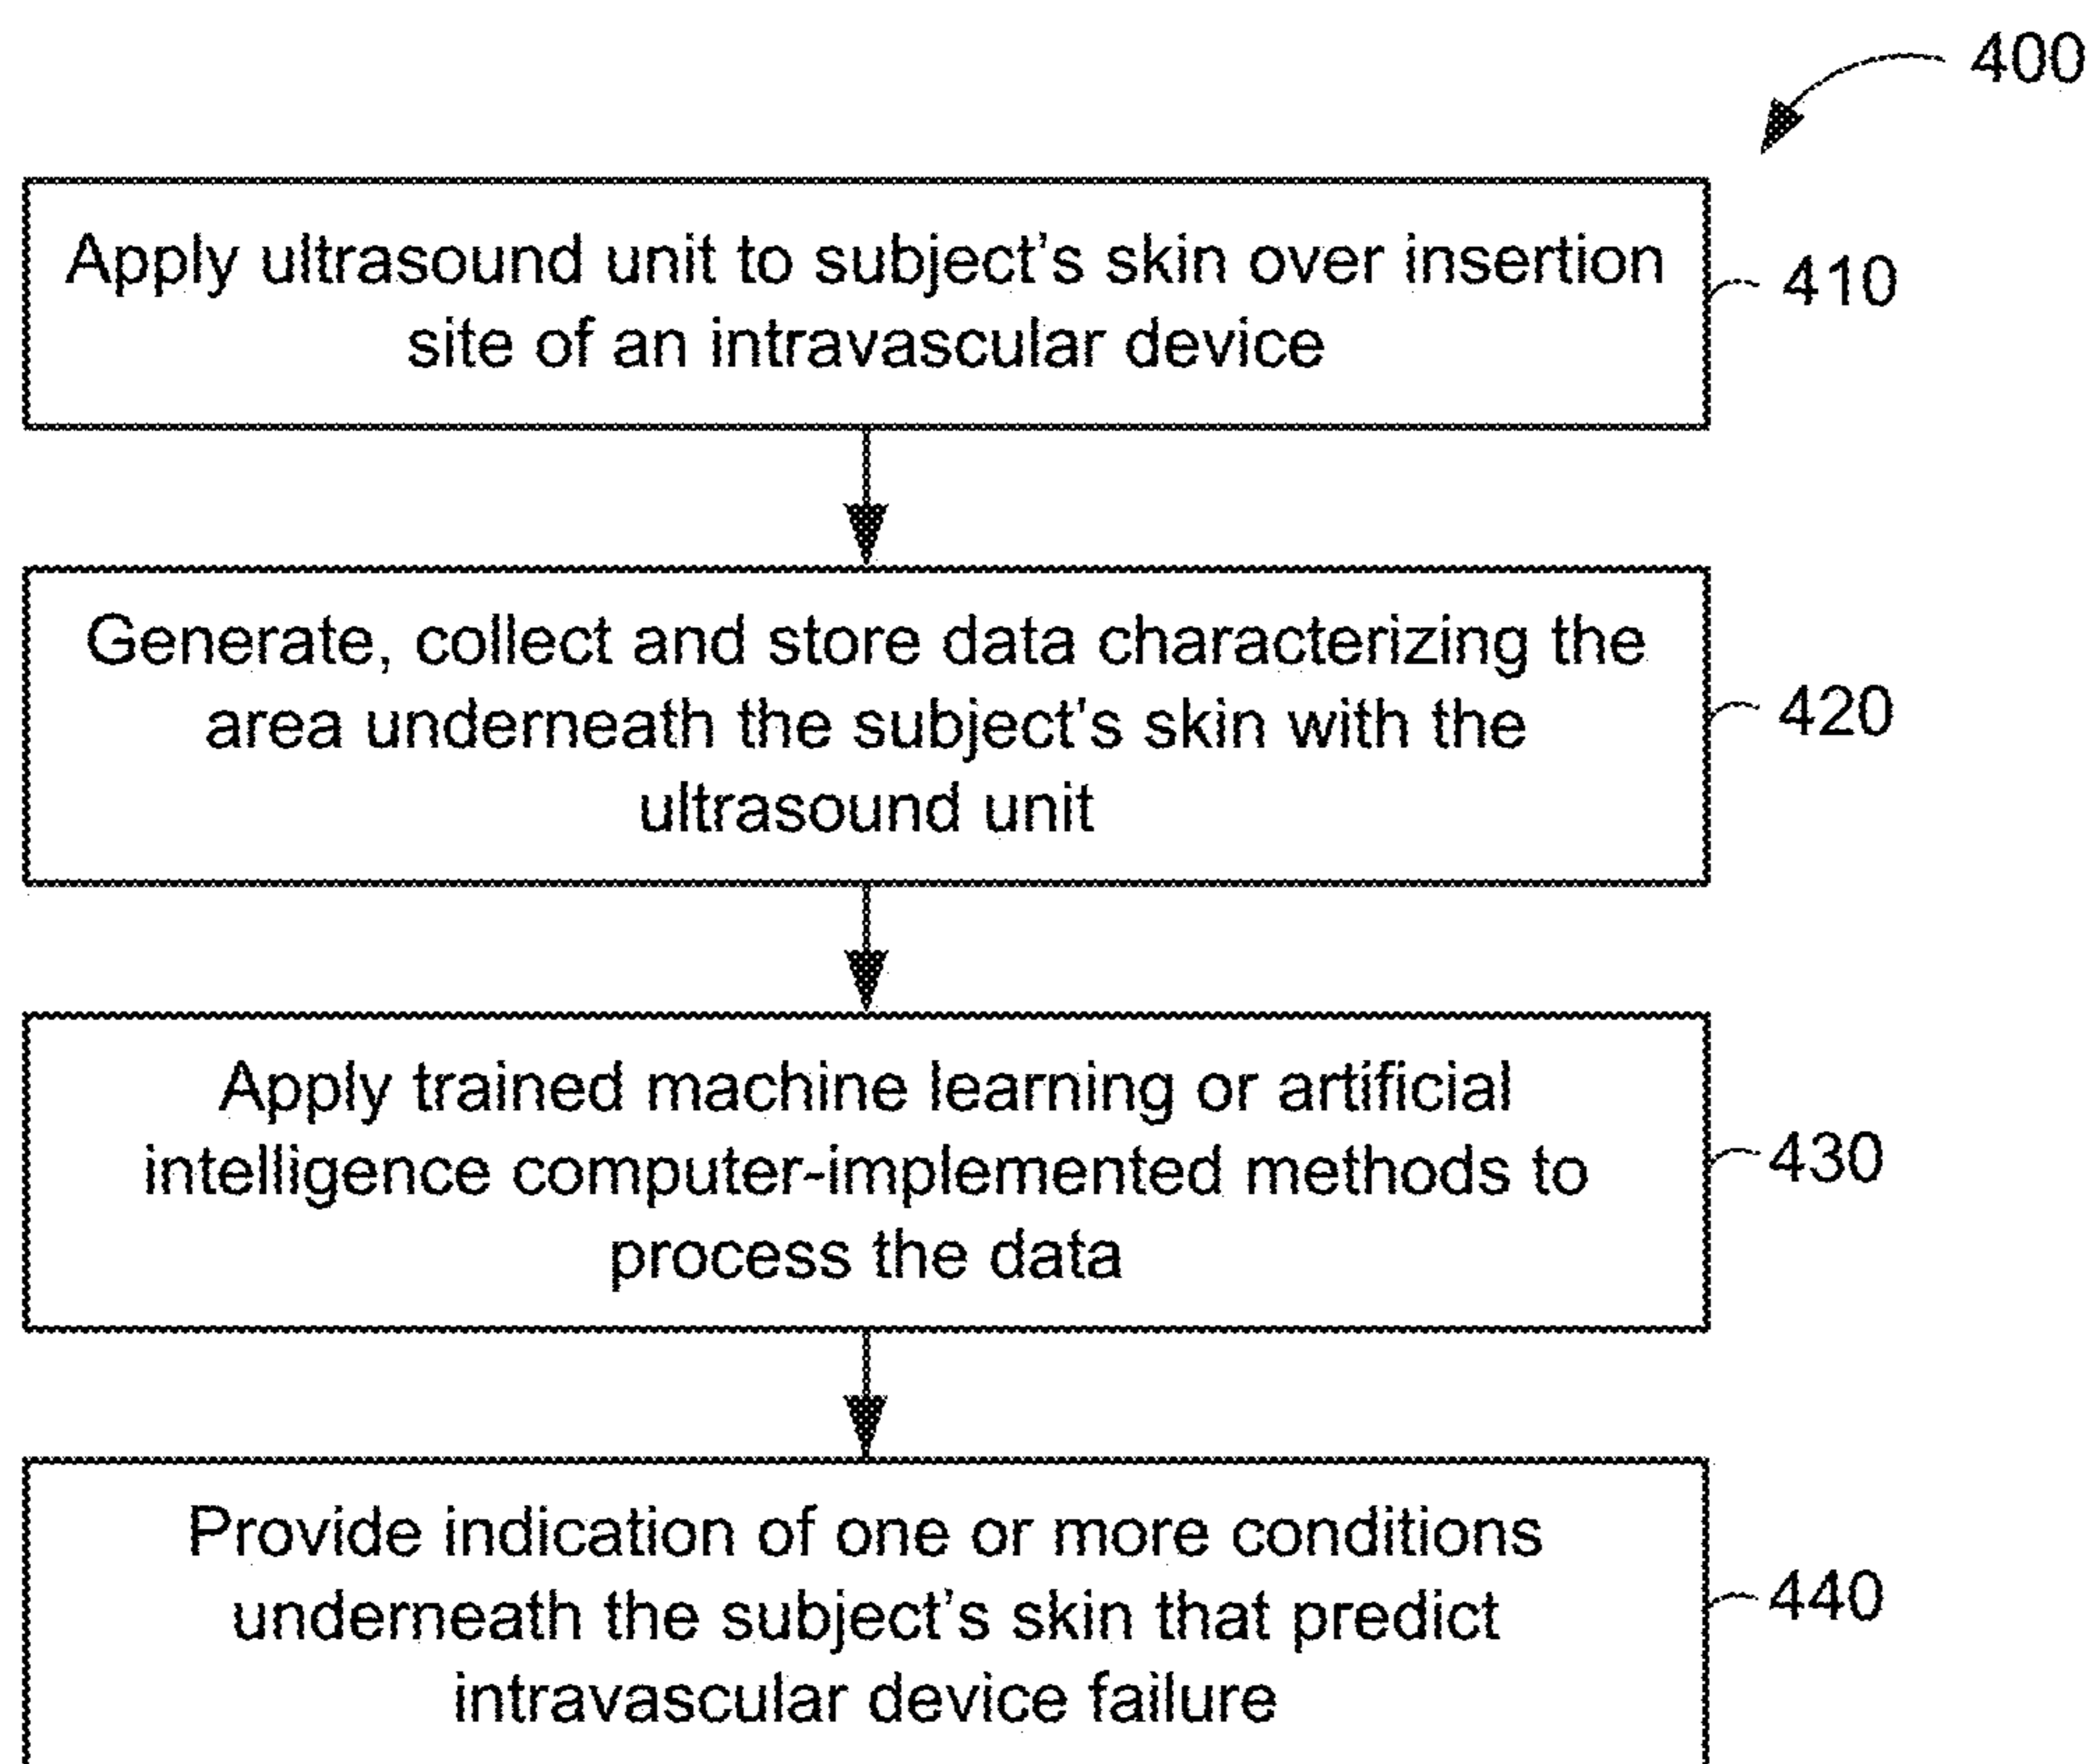 400
Apply ultrasound unit to subject's skin over insertion
site of an intravascular device
410
Generate, collect and store data characterizing the
area underneath the subject's skin with the
ultrasound unit
420
Apply trained machine learning or artificial
intelligence computer-implemented methods to
process the data
430
Provide indication of one or more conditions
underneath the subject's skin that predict
intravascular device failure
440